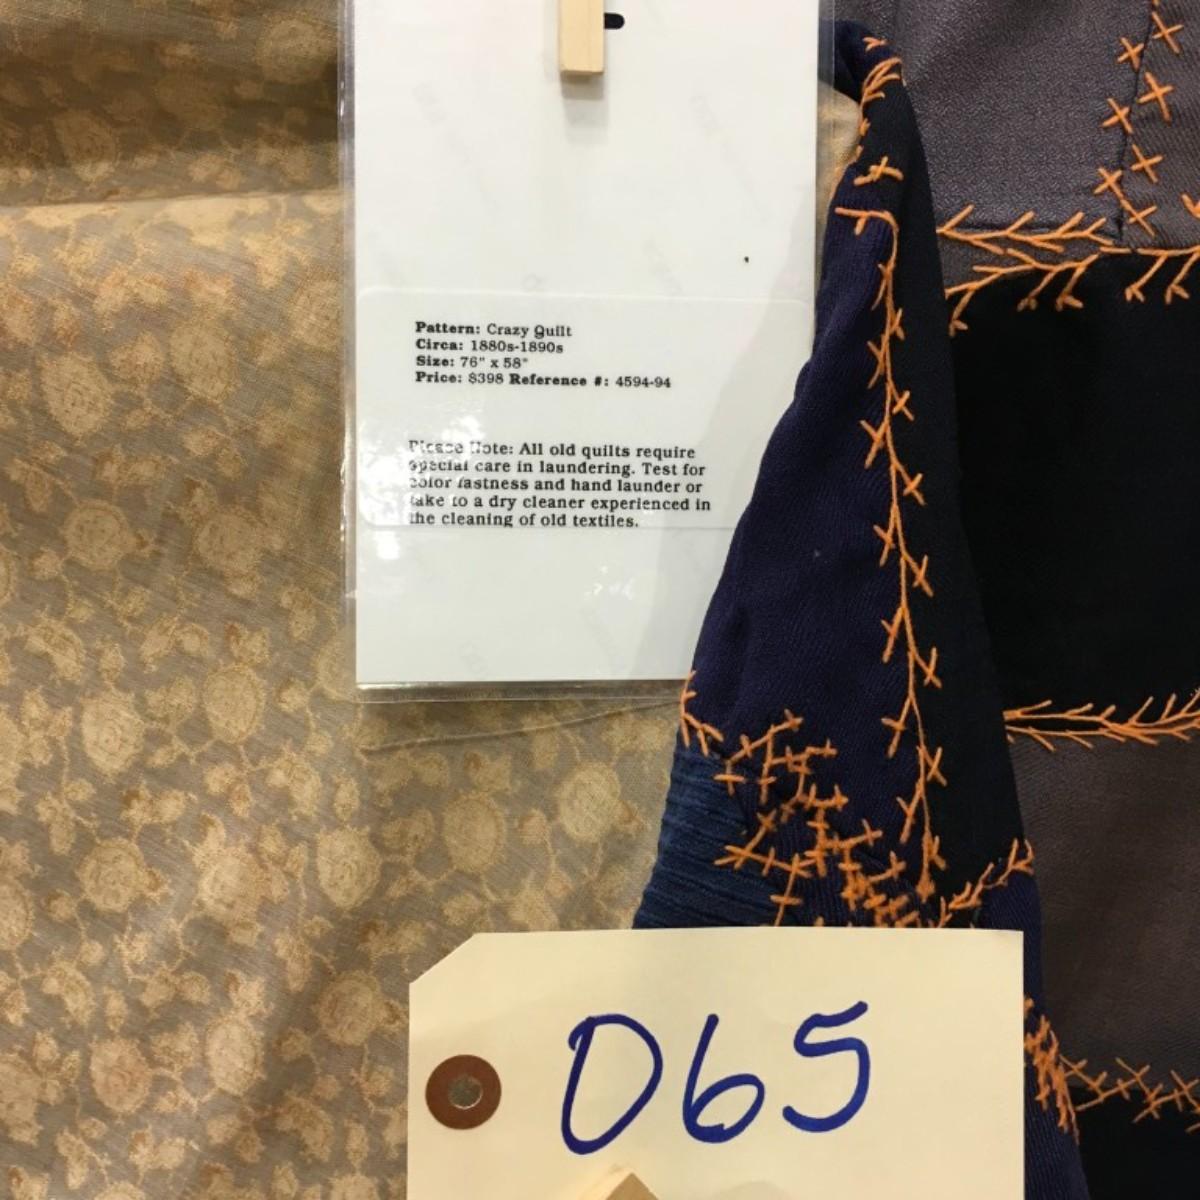 Pattern: Crazy Quilt
Circa: 1880s-1890s
Size: 76" x 58"
Price: $398 Reference #: 4594-94
Please Note: All old quilts require
special care in laundering. Test for
color fastness and hand launder or
take to a dry cleaner experienced in
the cleaning of old textiles.
D65